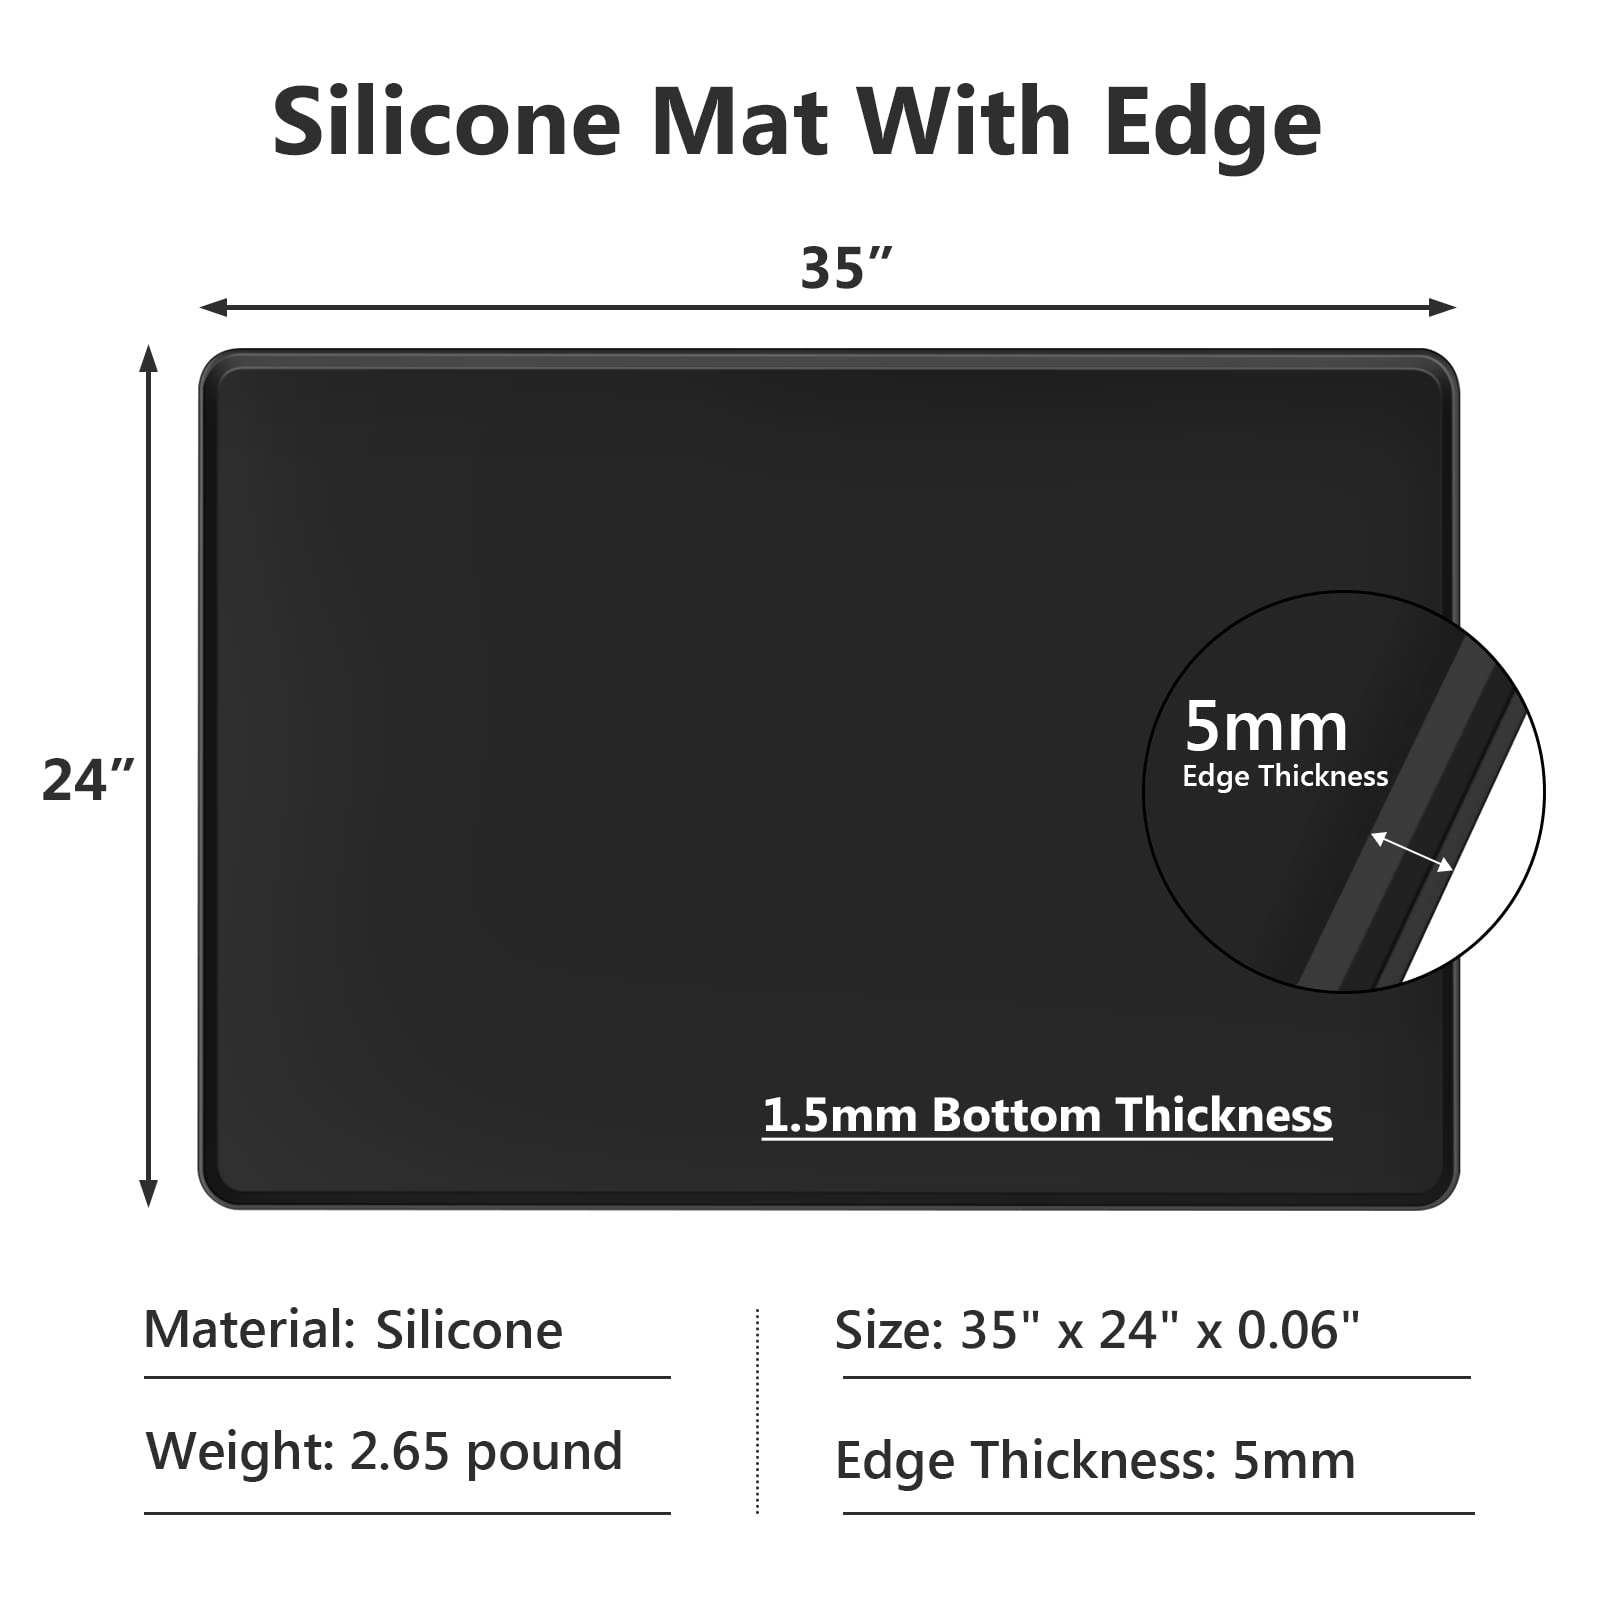 Silicone Mat With Edge
35”
24”
5mm
Edge Thickness
1.5mm Bottom Thickness
Material: Silicone
Size: 35" x 24" x 0.06"
Weight: 2.65 pound
Edge Thickness: 5mm